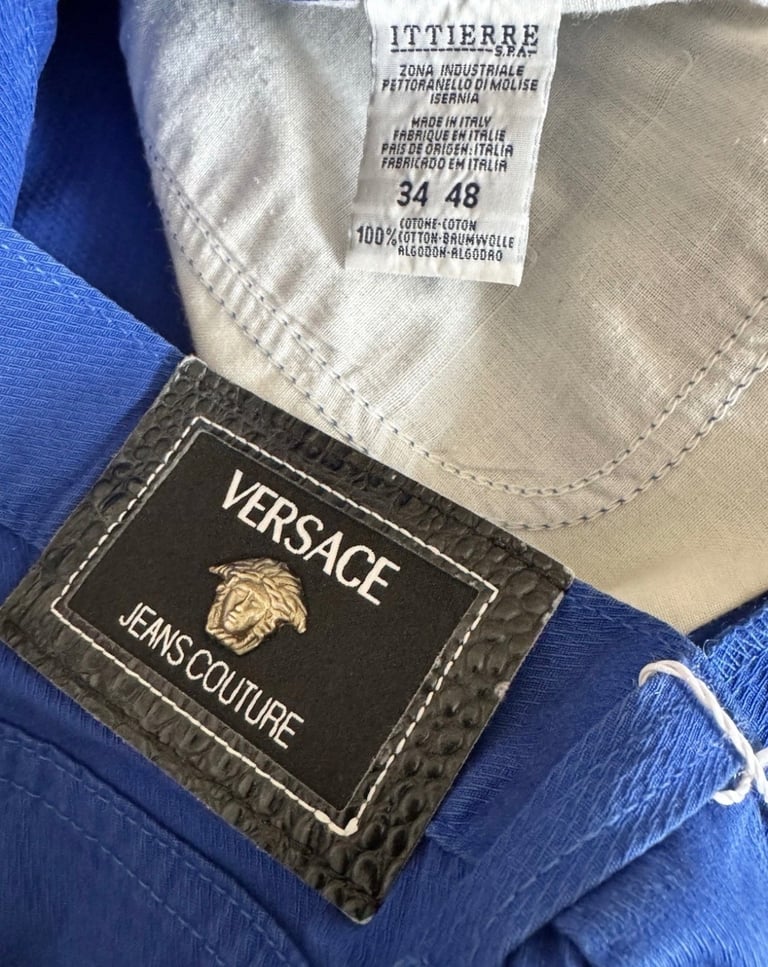 ITTIERRE
S.P.A.
ZONA INDUSTRIALE
PETTORANELLO DI MOLISE
ISERNIA
MADE IN ITALY
FABRIQUE EN ITALIE
PAIS DE ORIGEN: ITALIA
FABRICADO EM ITALIA
34 48
100% COTONE-COTON
COTTON-BAUMWOLLE
ALGODON-ALGODRO
VERSACE
JEANS COUTURE